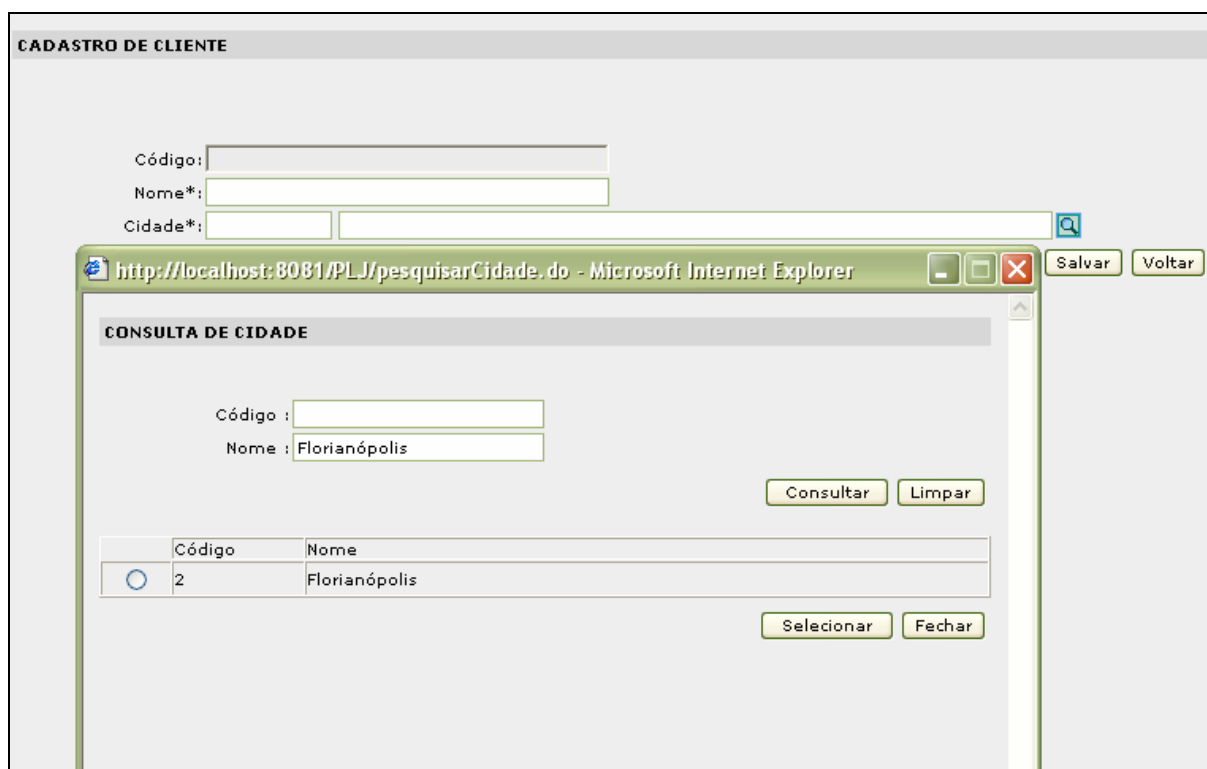 CADASTRO DE CLIENTE
Código:
Nome*:
Cidade*:
Salvar Voltar
http://localhost:8081/PLJ/pesquisarCidade.do - Microsoft Internet Explorer
CONSULTA DE CIDADE
Código :
Nome : Florianópolis
Consultar Limpar
Código Nome
2 Florianópolis
Selecionar Fechar